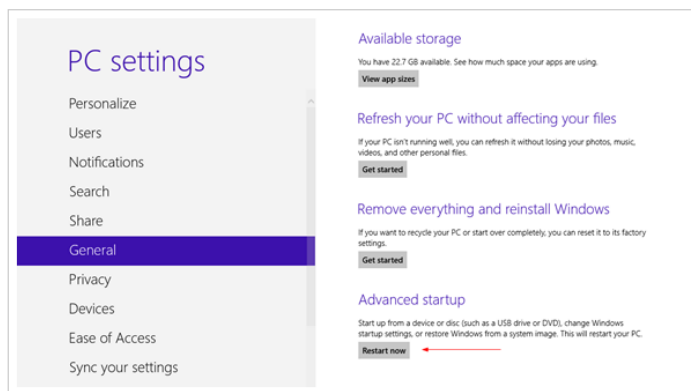 PC settings
Personalize
Users
Notifications
Search
Share
General
Privacy
Devices
Ease of Access
Sync your settings
Available storage
You have 22.7 GB available. See how much space your apps are using.
View app sizes
Refresh your PC without affecting your files
If your PC isn't running well, you can refresh it without losing your photos, music,
videos, and other personal files.
Get started
Remove everything and reinstall Windows
If you want to recycle your PC or start over completely, you can reset it to its factory
settings.
Get started
Advanced startup
Start up from a device or disc (such as a USB drive or DVD), change Windows
startup settings, or restore Windows from a system image. This will restart your PC.
Restart now